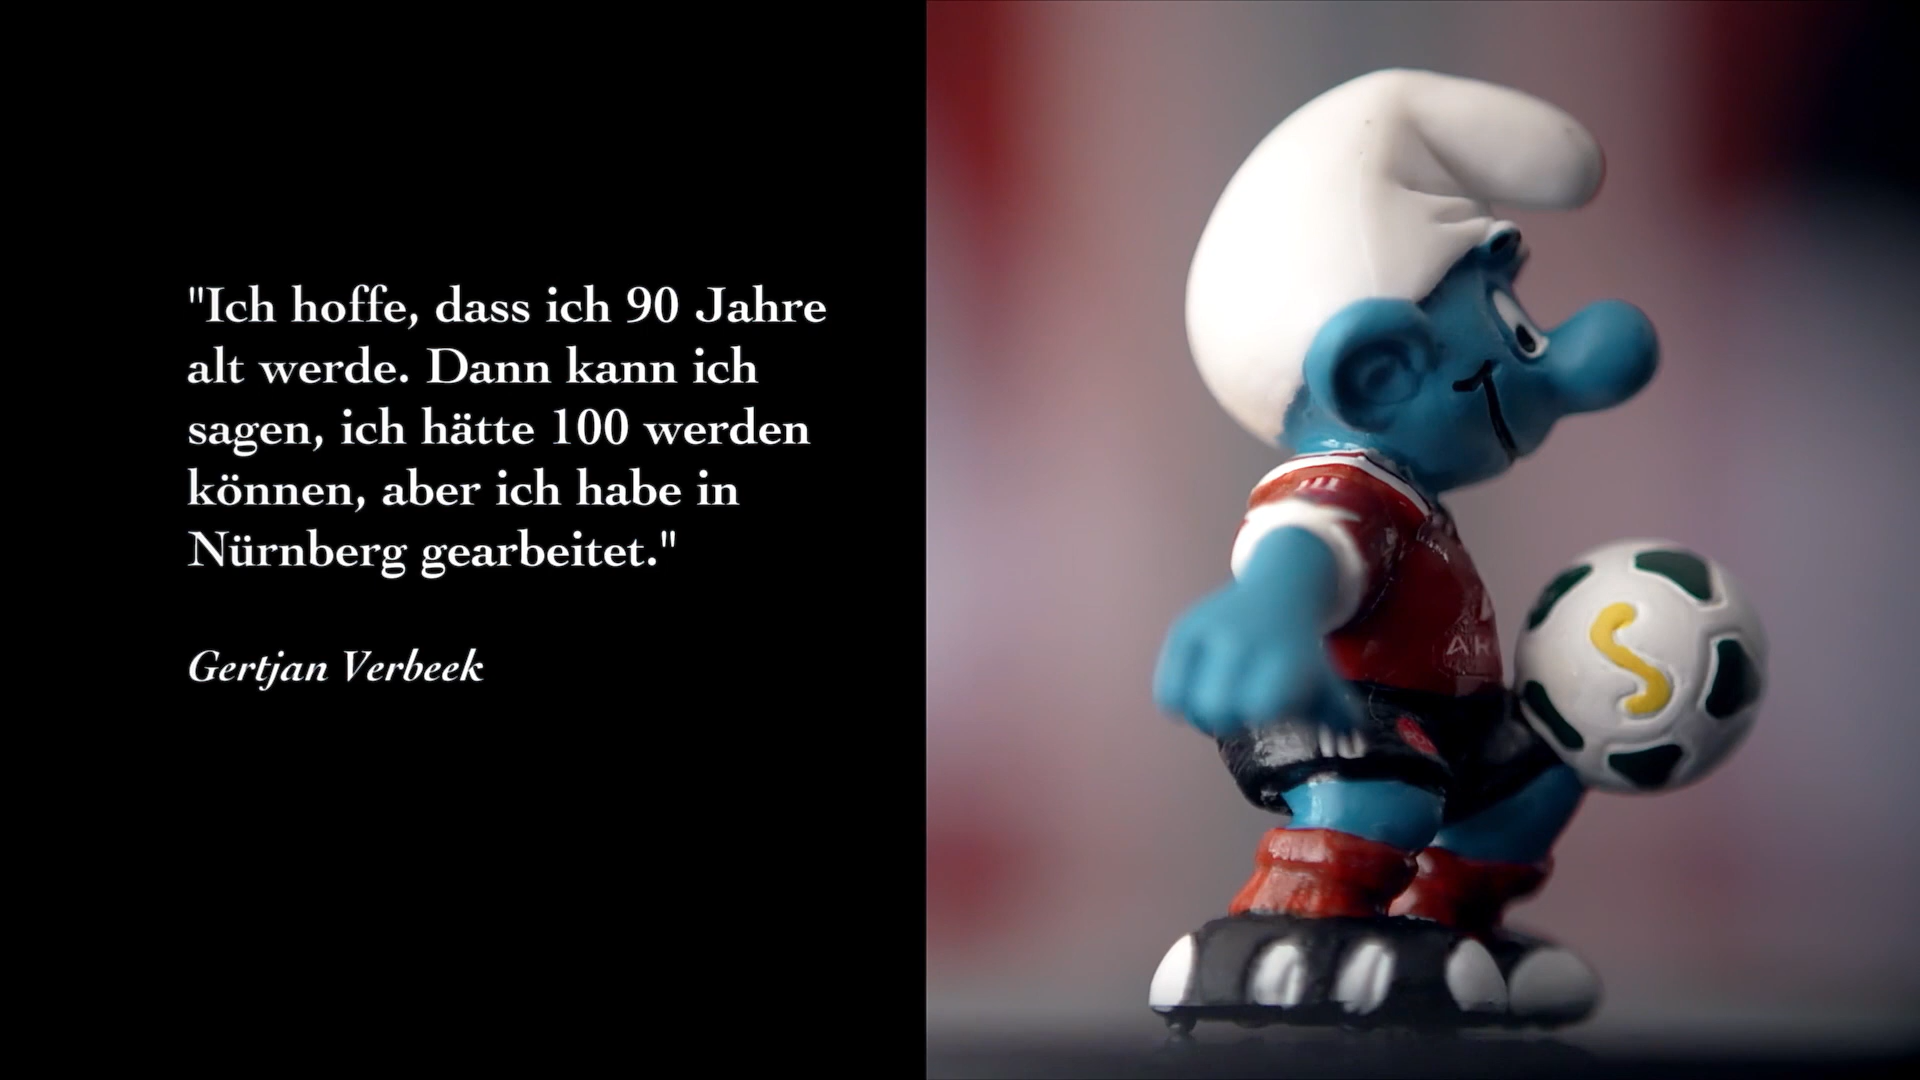 "Ich hoffe, dass ich 90 Jahre
alt werde. Dann kann ich
sagen, ich hätte 100 werden
können, aber ich habe in
Nürnberg gearbeitet."
Gertjan Verbeek
S